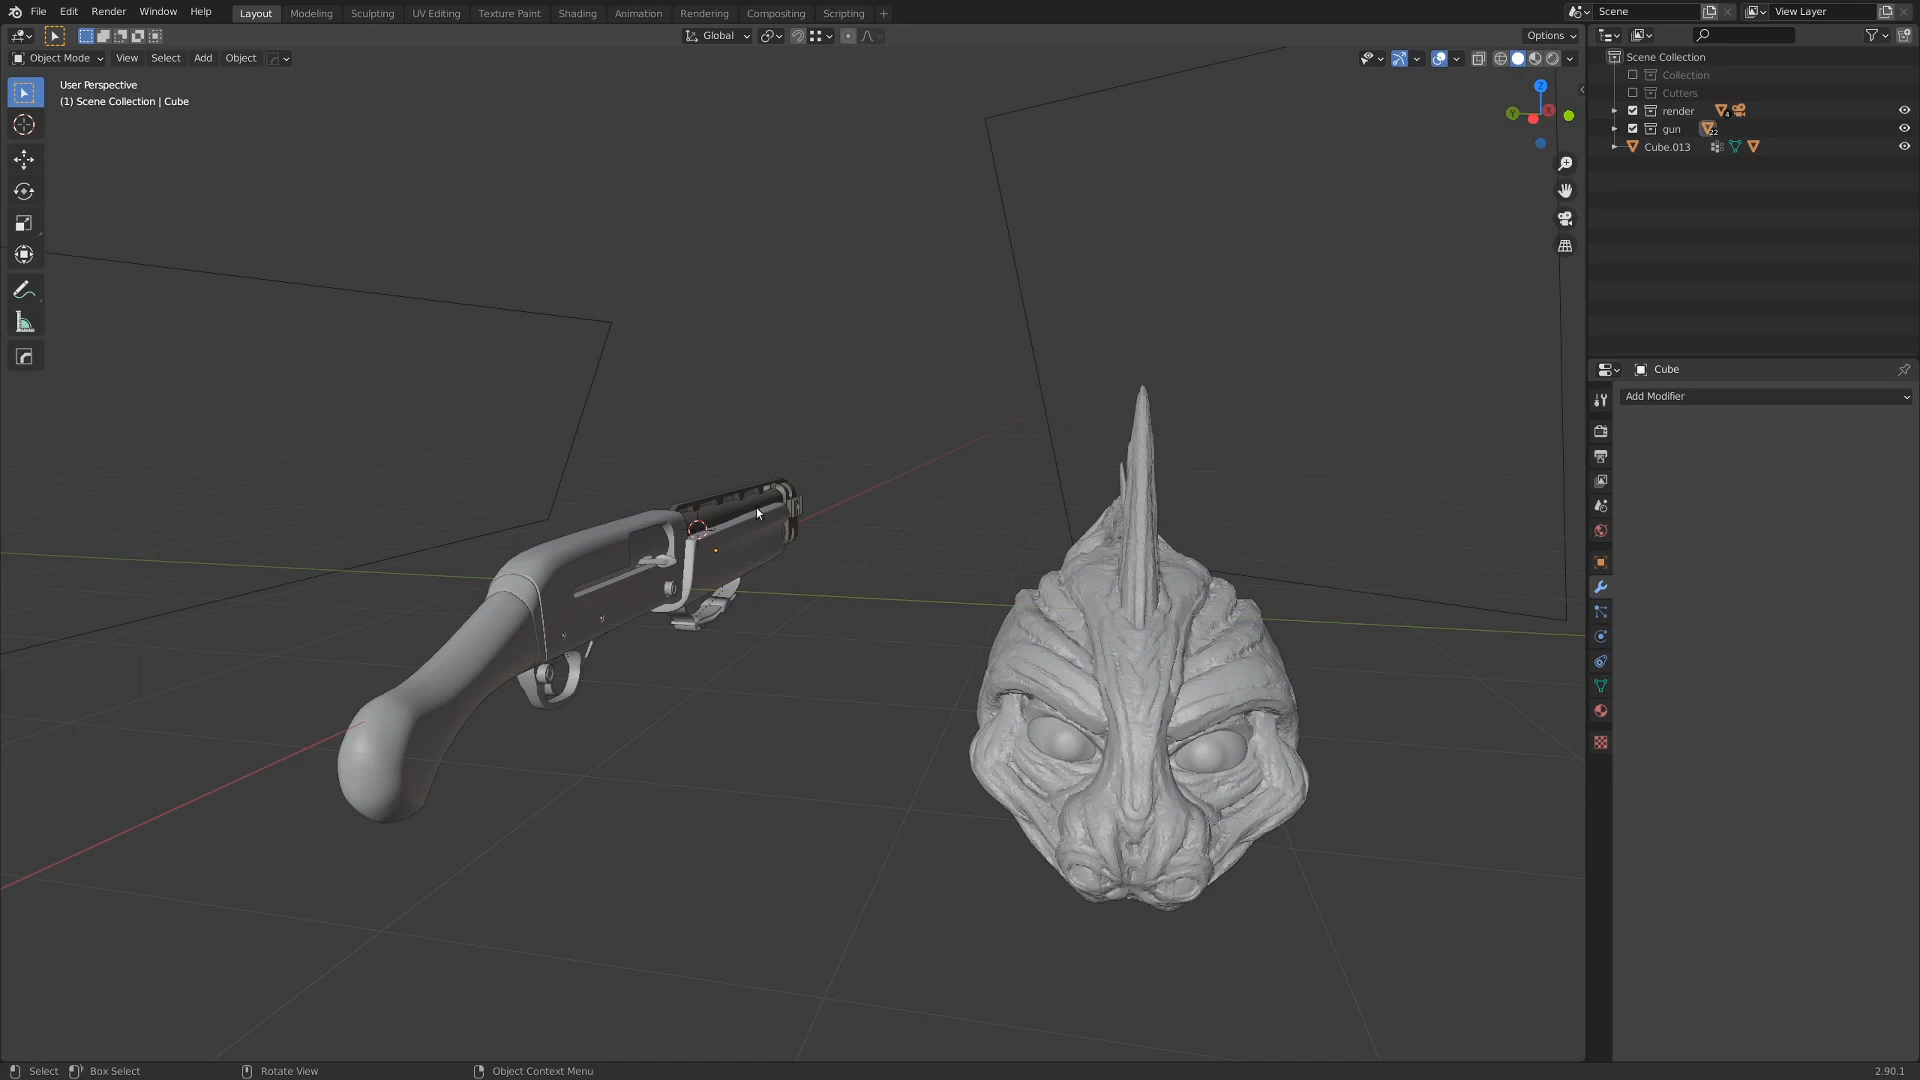 File Edit Render Window Help Layout Modeling Sculpting UV Editing Texture Paint Shading Animation Rendering Compositing Scripting + Scene View Layer
Global Options
Object Mode View Select Add Object
User Perspective
(1) Scene Collection | Cube
Z
Y
X
Scene Collection
Collection
Cutters
render 4
gun 22
Cube.013
Cube
Add Modifier
Select Box Select Rotate View Object Context Menu 2.90.1